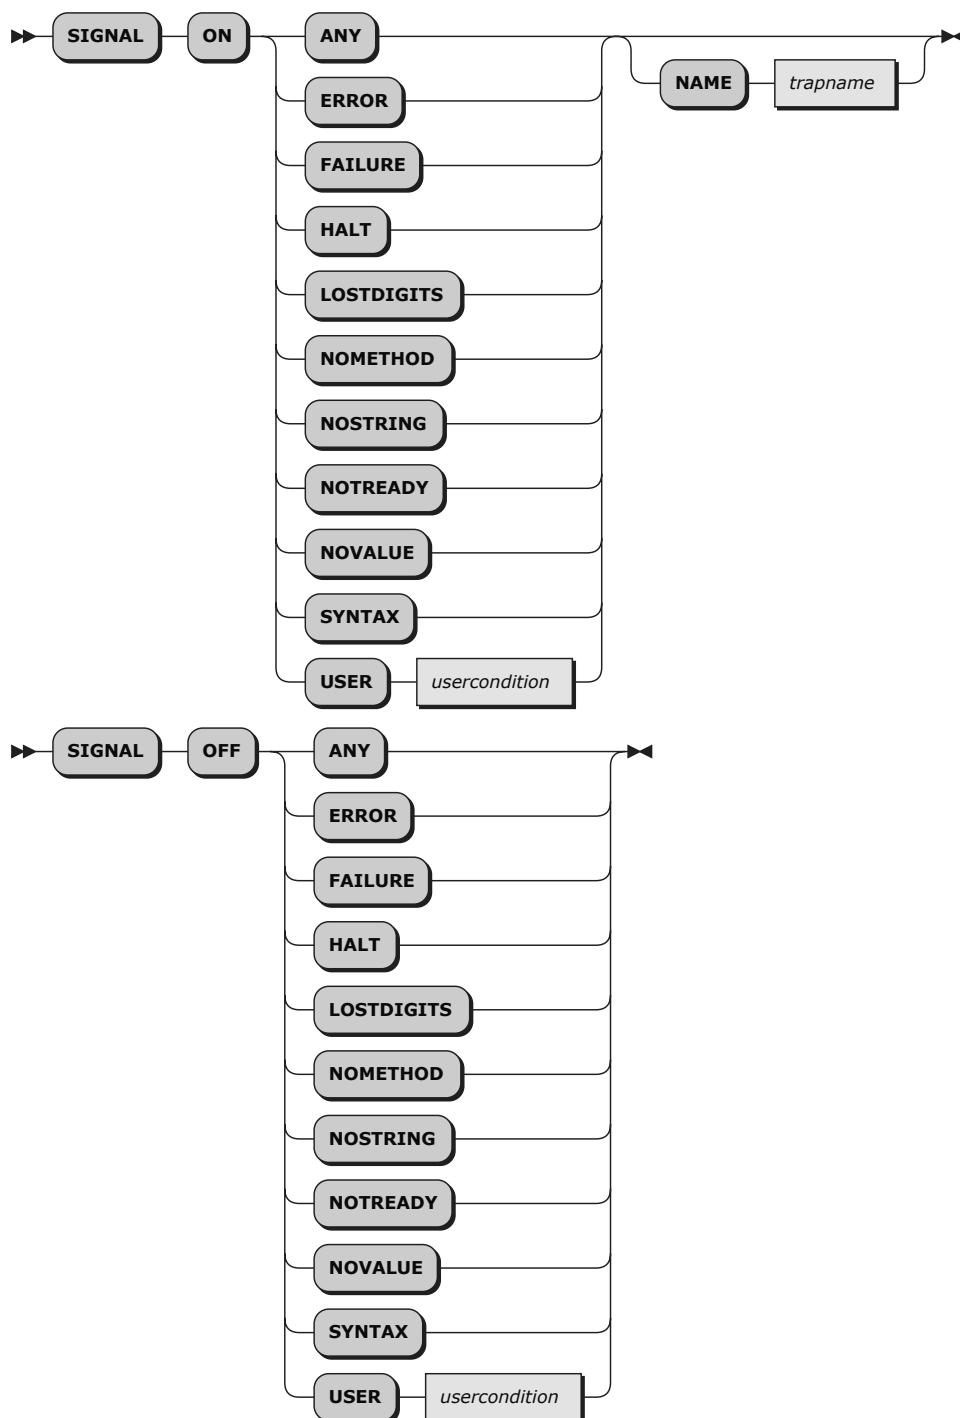 SIGNAL ON ANY
NAME trapname
ERROR
FAILURE
HALT
LOSTDIGITS
NOMETHOD
NOSTRING
NOTREADY
NOVALUE
SYNTAX
USER usercondition
SIGNAL OFF ANY
ERROR
FAILURE
HALT
LOSTDIGITS
NOMETHOD
NOSTRING
NOTREADY
NOVALUE
SYNTAX
USER usercondition